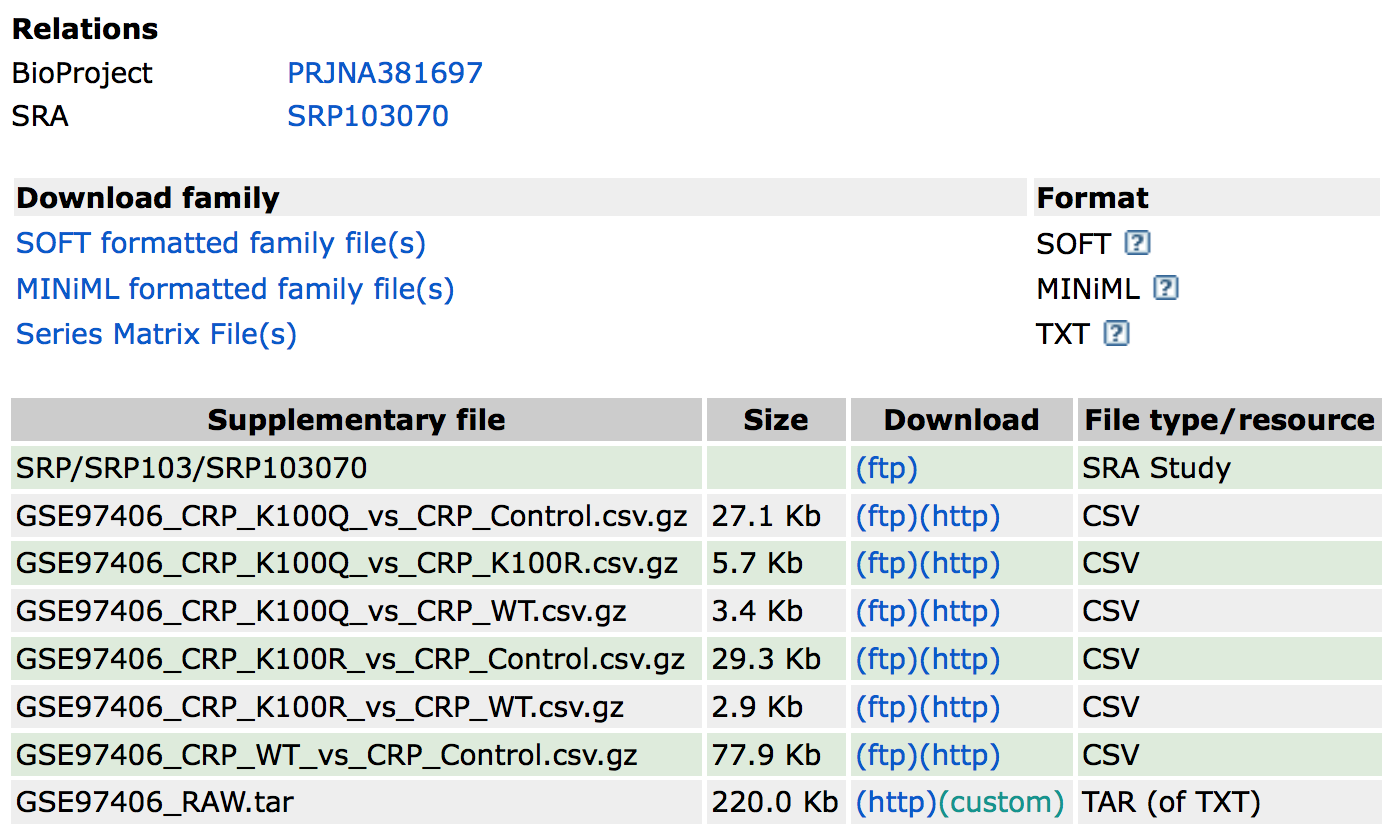 Relations
BioProject PRJNA381697
SRA SRP103070
Download family Format
SOFT formatted family file(s) SOFT ?
MINiML formatted family file(s) MINiML ?
Series Matrix File(s) TXT ?
Supplementary file Size Download File type/resource
SRP/SRP103/SRP103070 (ftp) SRA Study
GSE97406_CRP_K100Q_vs_CRP_Control.csv.gz 27.1 Kb (ftp)(http) CSV
GSE97406_CRP_K100Q_vs_CRP_K100R.csv.gz 5.7 Kb (ftp)(http) CSV
GSE97406_CRP_K100Q_vs_CRP_WT.csv.gz 3.4 Kb (ftp)(http) CSV
GSE97406_CRP_K100R_vs_CRP_Control.csv.gz 29.3 Kb (ftp)(http) CSV
GSE97406_CRP_K100R_vs_CRP_WT.csv.gz 2.9 Kb (ftp)(http) CSV
GSE97406_CRP_WT_vs_CRP_Control.csv.gz 77.9 Kb (ftp)(http) CSV
GSE97406_RAW.tar 220.0 Kb (http)(custom) TAR (of TXT)